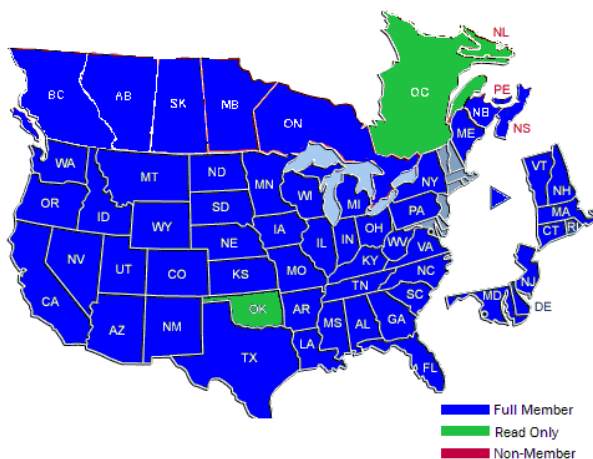 NL
BC
AB
SK
MB
ON
QC
PE
NB
NS
ME
WA
MT
ND
MN
OR
ID
WY
SD
WI
MI
NY
VT
NH
MA
CT
RI
NV
UT
CO
NE
IA
IL
IN
OH
PA
CA
AZ
NM
KS
MO
KY
WV
VA
NJ
MD
DE
OK
AR
TN
NC
SC
TX
LA
MS
AL
GA
FL
Full Member
Read Only
Non-Member